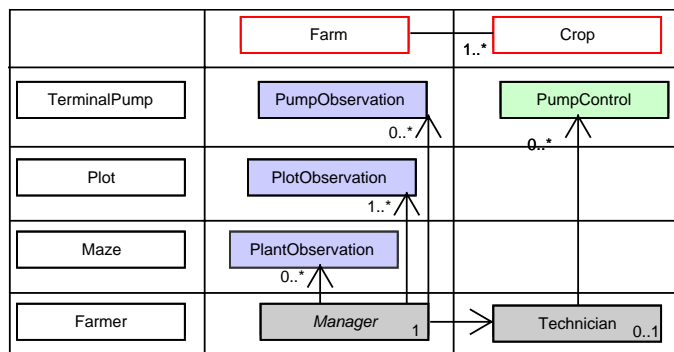 Farm
Crop
1..*
TerminalPump
PumpObservation
PumpControl
0..*
0..*
Plot
PlotObservation
1..*
Maze
PlantObservation
0..*
Farmer
Manager
1
Technician
0..1